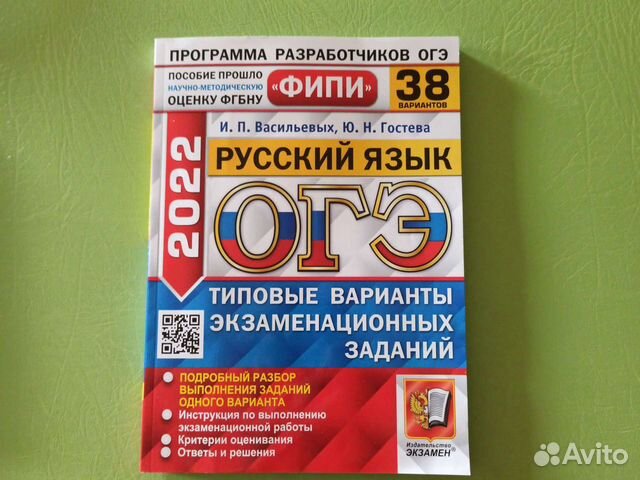 ПРОГРАММА РАЗРАБОТЧИКОВ ОГЭ
ПОСОБИЕ ПРОШЛО
НАУЧНО-МЕТОДИЧЕСКУЮ
ОЦЕНКУ ФГБНУ
«ФИПИ»
38
ВАРИАНТОВ
И. П. Васильевых, Ю. Н. Гостева
2022
РУССКИЙ ЯЗЫК
ОГЭ
ТИПОВЫЕ ВАРИАНТЫ
ЭКЗАМЕНАЦИОННЫХ
ЗАДАНИЙ
• ПОДРОБНЫЙ РАЗБОР
ВЫПОЛНЕНИЯ ЗАДАНИЙ
ОДНОГО ВАРИАНТА
• Инструкция по выполнению
экзаменационной работы
• Критерии оценивания
• Ответы и решения
Издательство
ЭКЗАМЕН®
Avito